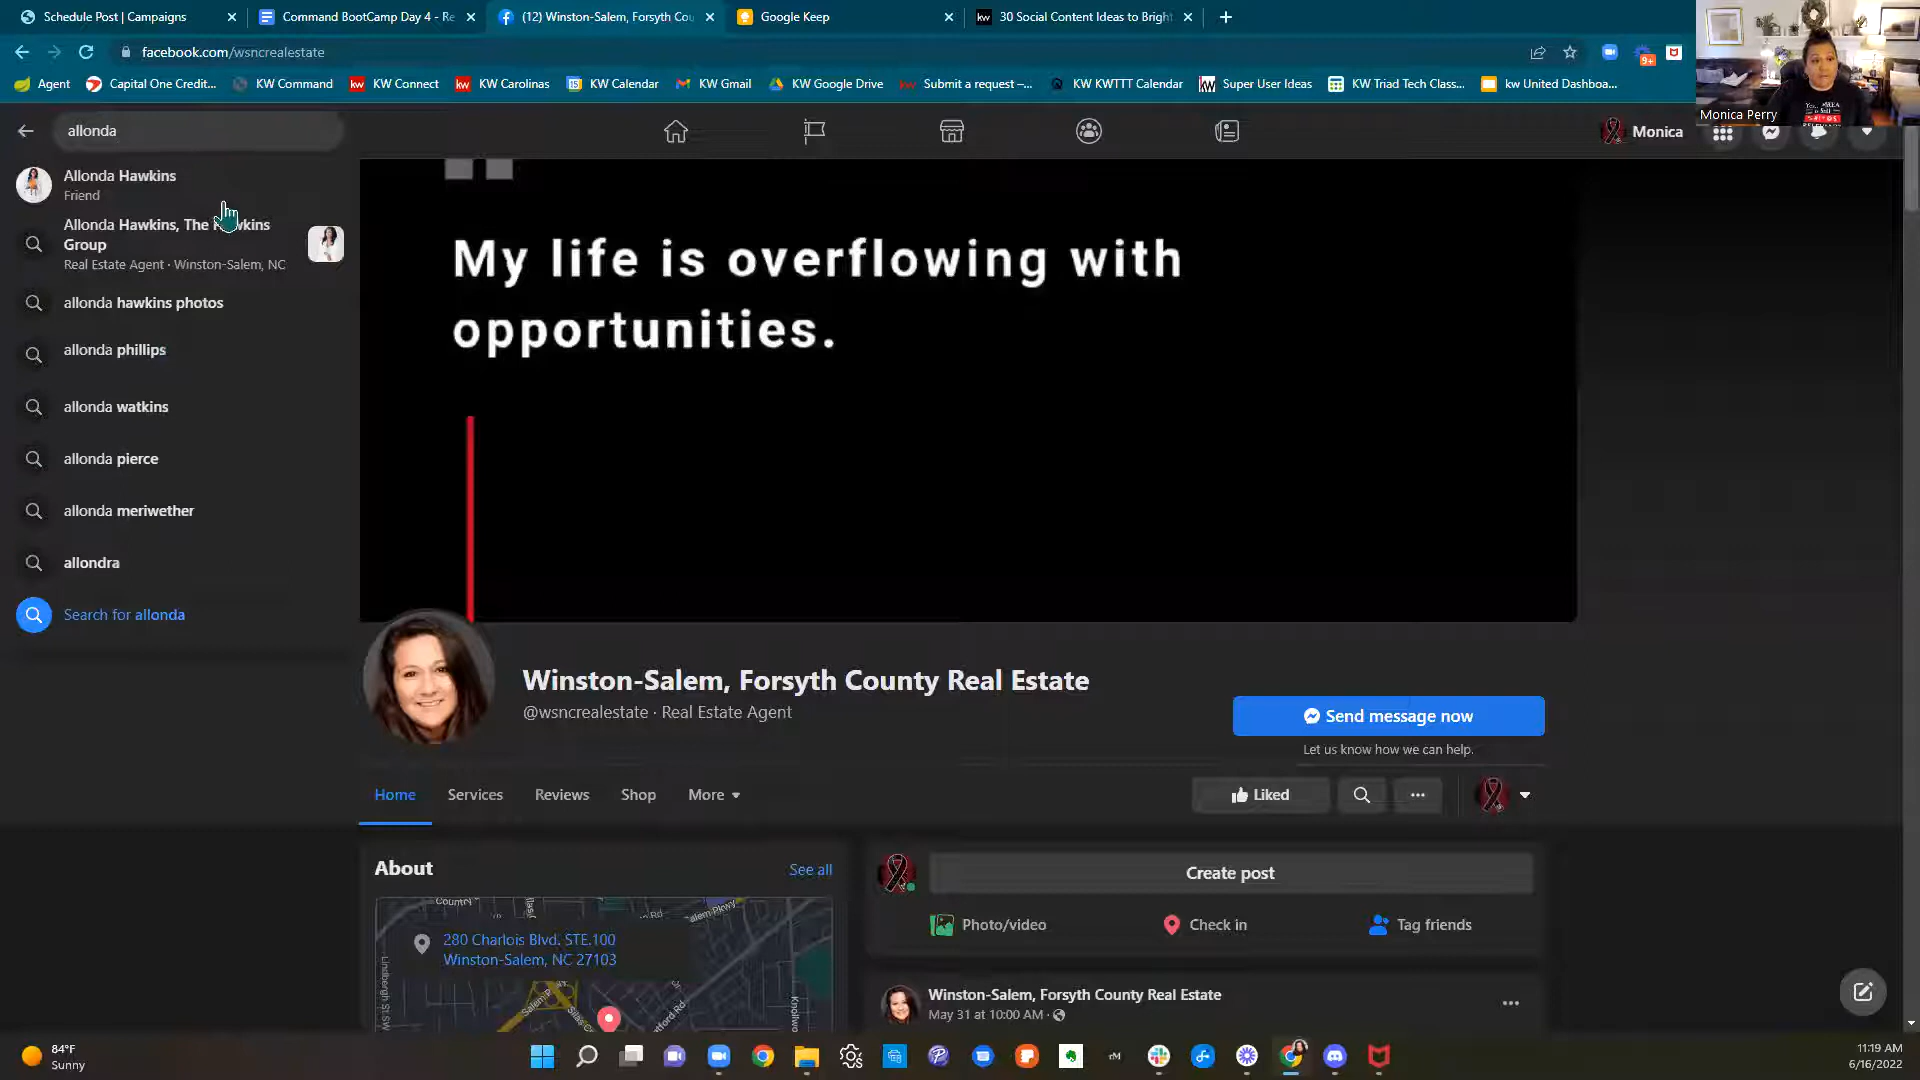 Schedule Post | Campaigns
Command BootCamp Day 4 - Re
(12) Winston-Salem, Forsyth Cou
Google Keep
30 Social Content Ideas to Bright
facebook.com/wsncrealestate
9+
Agent
Capital One Credit...
KW Command
KW Connect
KW Carolinas
KW Calendar
KW Gmail
KW Google Drive
Submit a request –...
KW KWTTT Calendar
Super User Ideas
KW Triad Tech Class...
kw United Dashboa...
Monica Perry
allonda
Monica
Allonda Hawkins
Friend
Allonda Hawkins, The Hawkins
Group
Real Estate Agent · Winston-Salem, NC
allonda hawkins photos
allonda phillips
allonda watkins
allonda pierce
allonda meriwether
allondra
Search for allonda
My life is overflowing with
opportunities.
Winston-Salem, Forsyth County Real Estate
@wsncrealestate · Real Estate Agent
Send message now
Let us know how we can help.
Home
Services
Reviews
Shop
More
Liked
About
See all
Create post
Photo/video
Check in
Tag friends
280 Charlois Blvd. STE.100
Winston-Salem, NC 27103
Winston-Salem, Forsyth County Real Estate
May 31 at 10:00 AM ·
84°F
Sunny
11:19 AM
6/16/2022